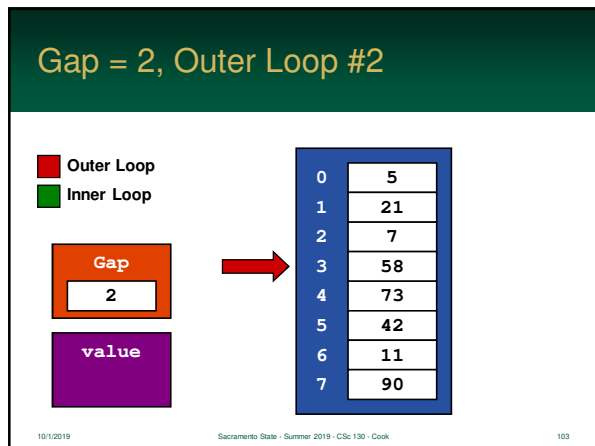 Gap = 2, Outer Loop #2
Outer Loop
Inner Loop
Gap
2
value
0 5
1 21
2 7
3 58
4 73
5 42
6 11
7 90
10/1/2019 Sacramento State - Summer 2019 - CSc 130 - Cook 103